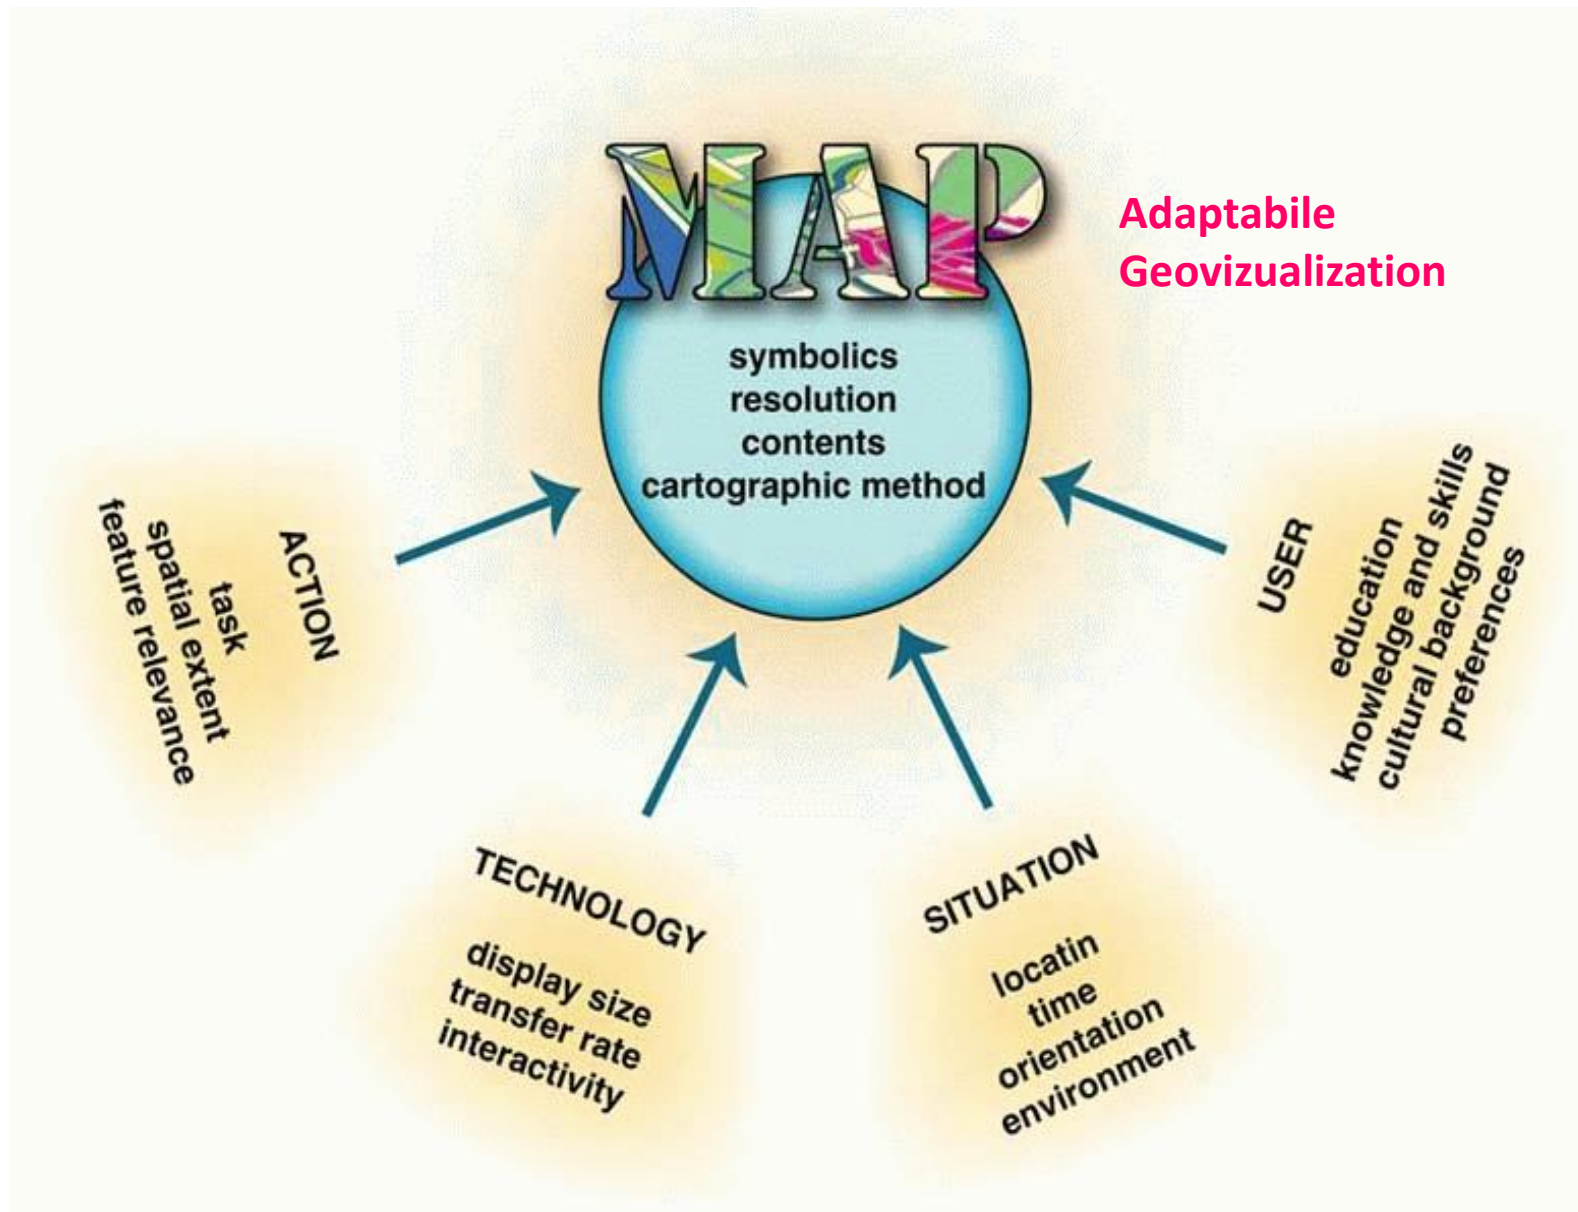 MAP
Adaptabile
Geovizualization
symbolics
resolution
contents
cartographic method
ACTION
task
spatial extent
feature relevance
TECHNOLOGY
display size
transfer rate
interactivity
SITUATION
locatin
time
orientation
environment
USER
education
knowledge and skills
cultural background
preferences